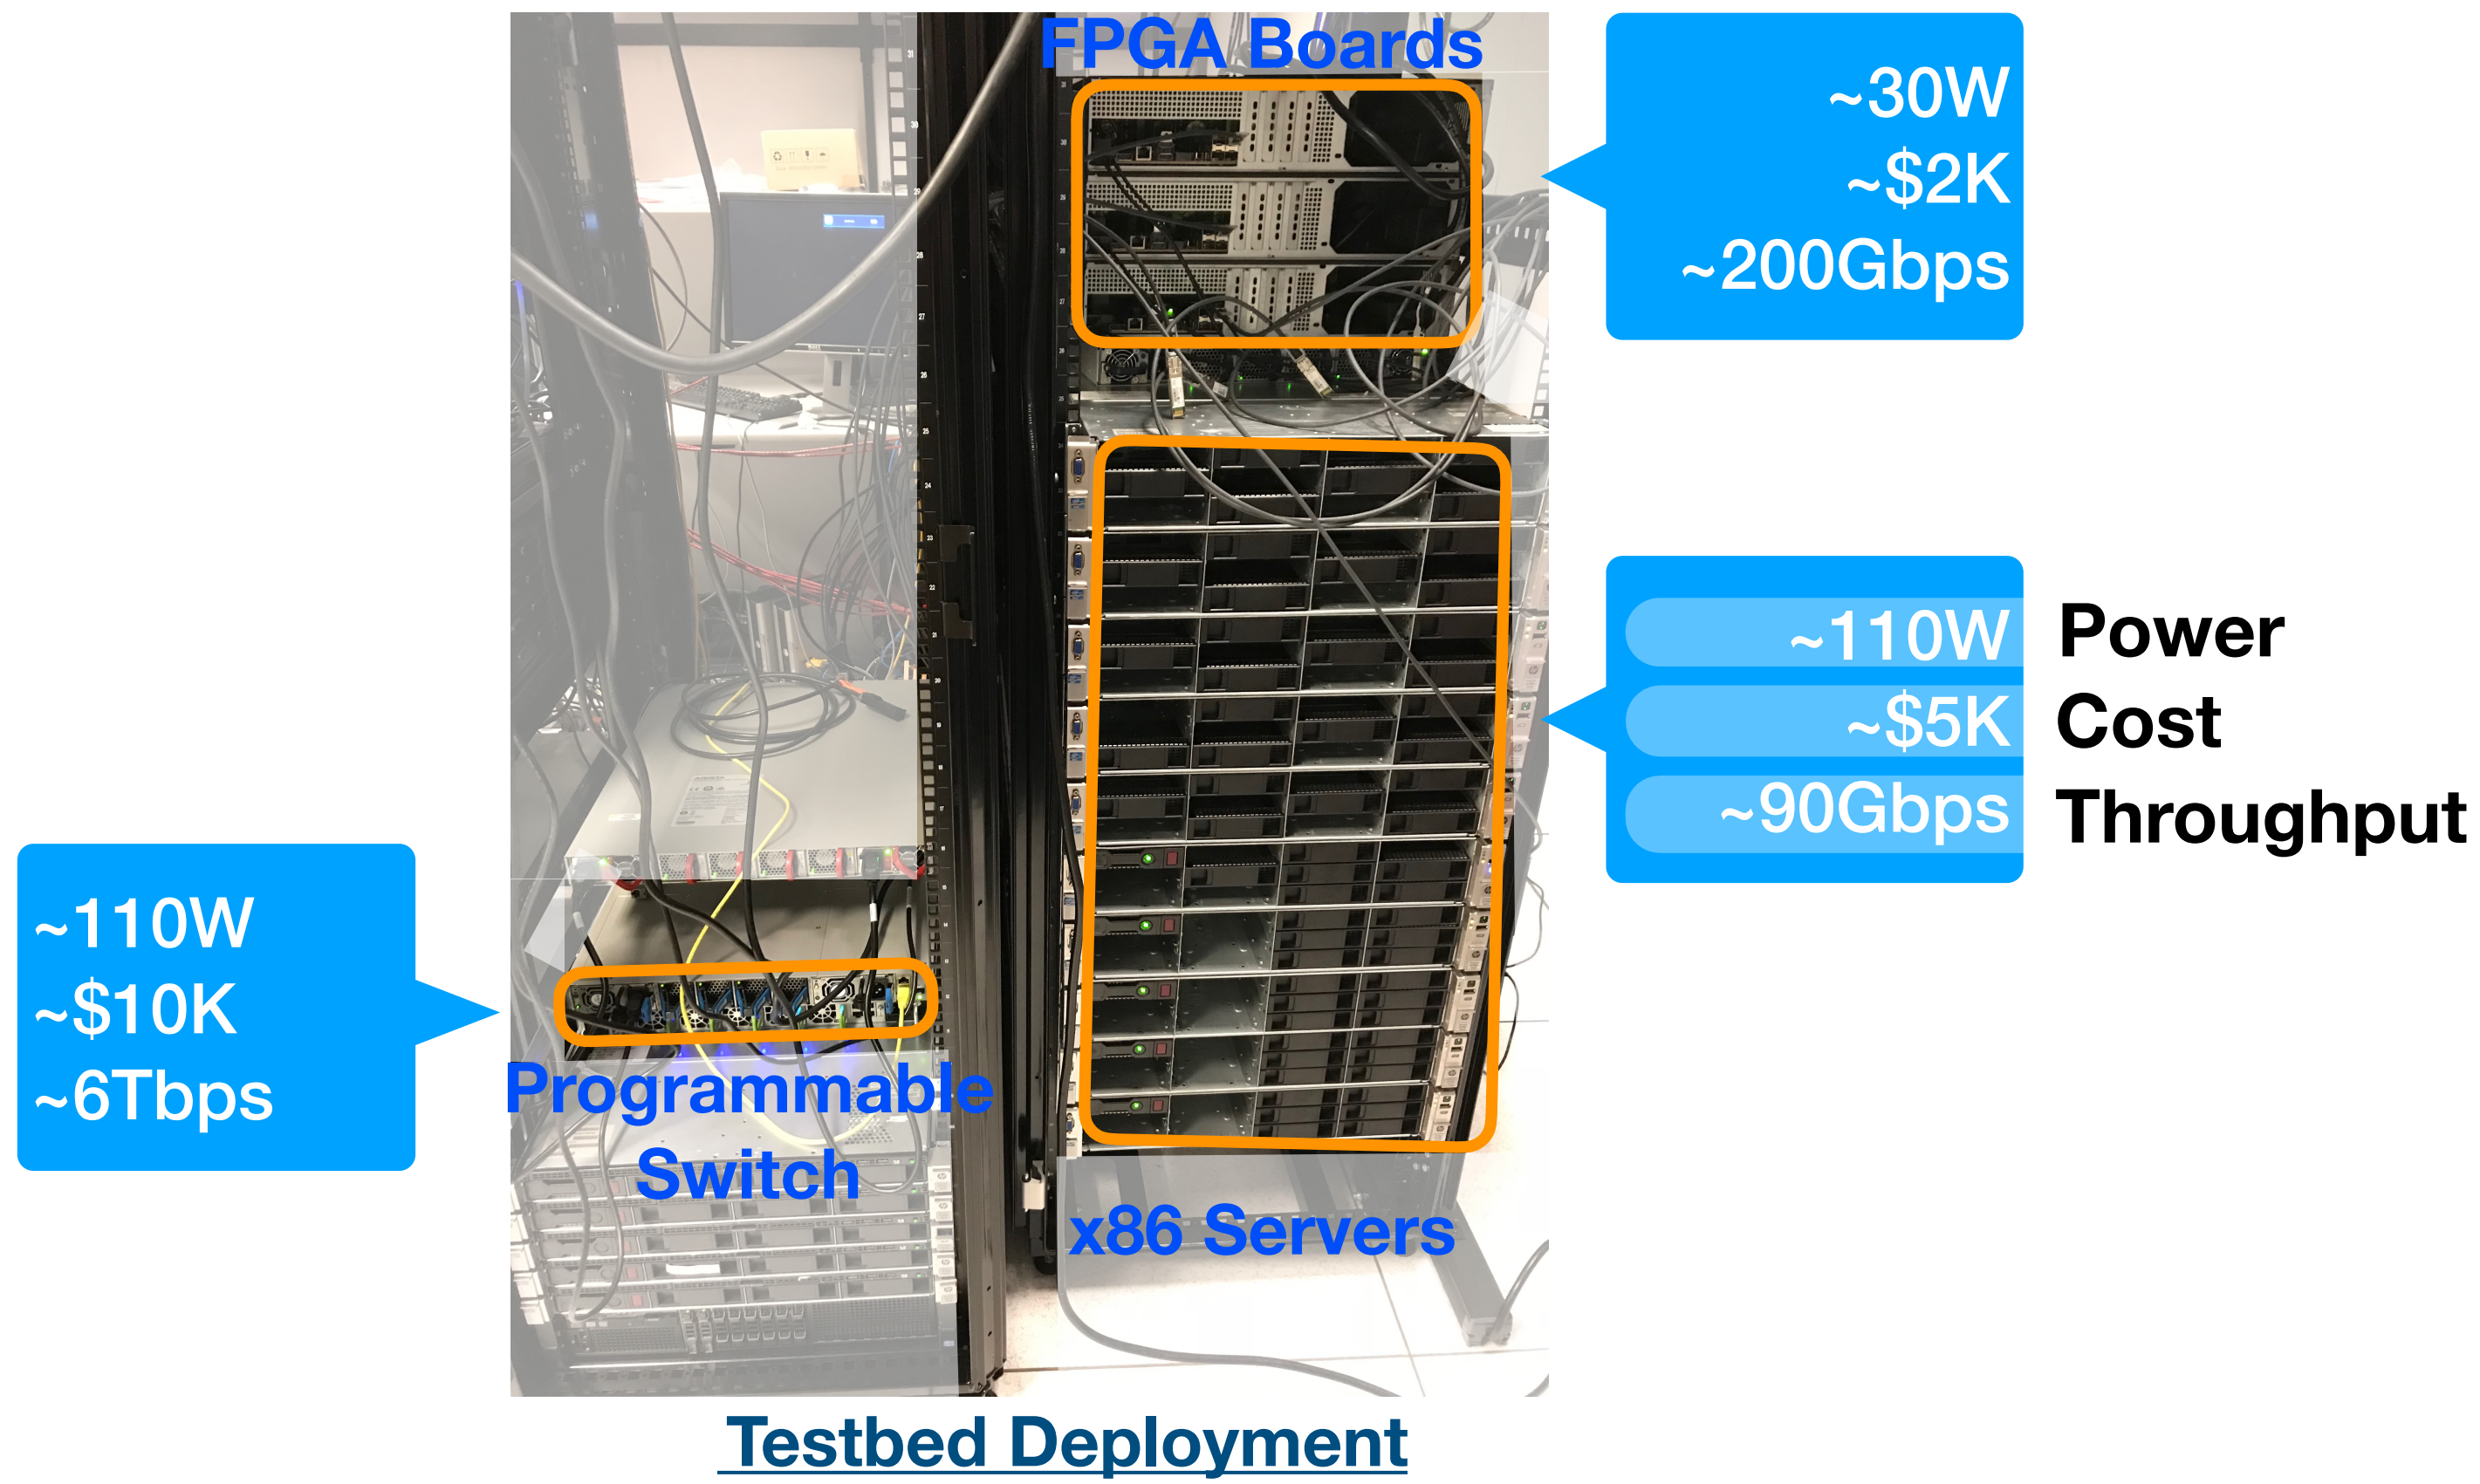 FPGA Boards
~30W
~$2K
~200Gbps
~110W
Power
~$5K
Cost
~90Gbps
Throughput
~110W
~$10K
~6Tbps
Programmable
Switch
x86 Servers
Testbed Deployment